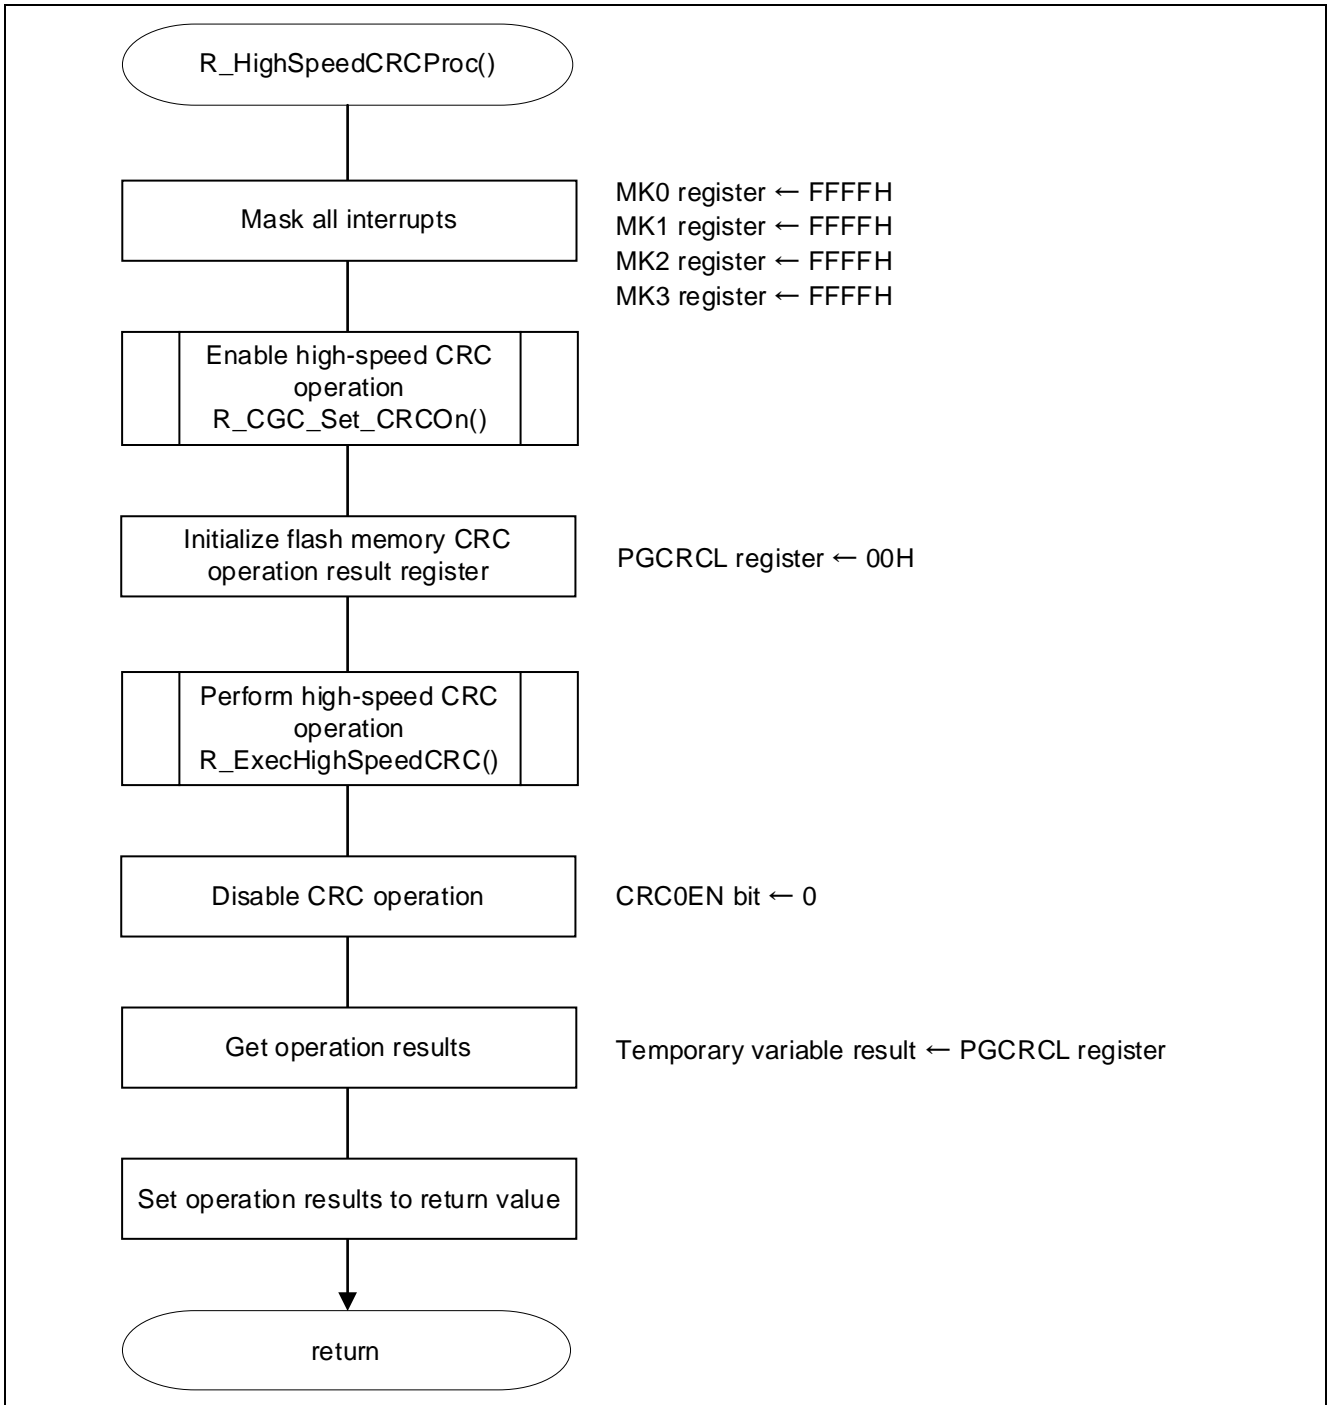 R_HighSpeedCRCProc()
Mask all interrupts
MK0 register ← FFFFH
MK1 register ← FFFFH
MK2 register ← FFFFH
MK3 register ← FFFFH
Enable high-speed CRC
operation
R_CGC_Set_CRCOn()
Initialize flash memory CRC
operation result register
PGCRCL register ← 00H
Perform high-speed CRC
operation
R_ExecHighSpeedCRC()
Disable CRC operation
CRC0EN bit ← 0
Get operation results
Temporary variable result ← PGCRCL register
Set operation results to return value
return